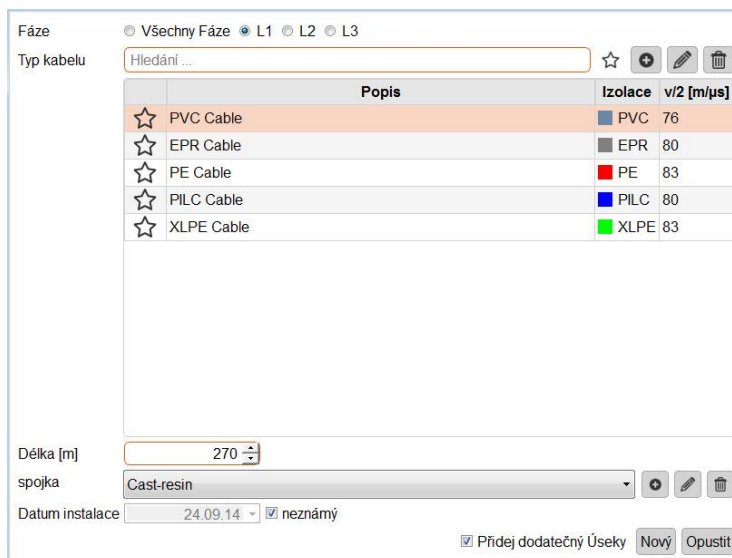 Fáze Všechny Fáze L1 L2 L3
Typ kabelu Hledání ...
Popis Izolace v/2 [m/µs]
PVC Cable PVC 76
EPR Cable EPR 80
PE Cable PE 83
PILC Cable PILC 80
XLPE Cable XLPE 83
Délka [m] 270
spojka Cast-resin
Datum instalace 24.09.14 neznámý
Přidej dodatečný Úseky Nový Opustit